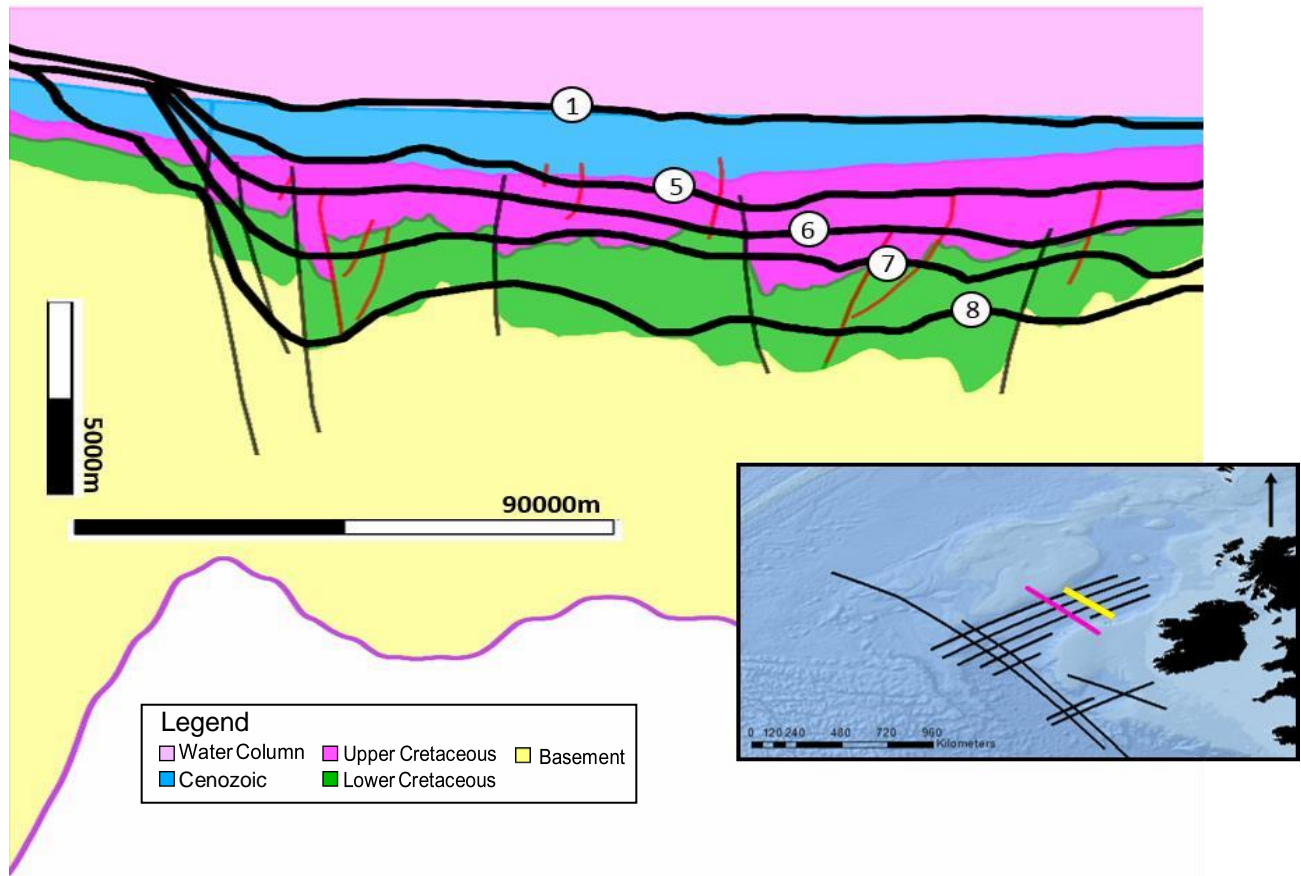 1
5
6
7
8
5000m
90000m
0 120 240 480 720 960
Kilometers
Legend
Water Column Upper Cretaceous Basement
Cenozoic Lower Cretaceous